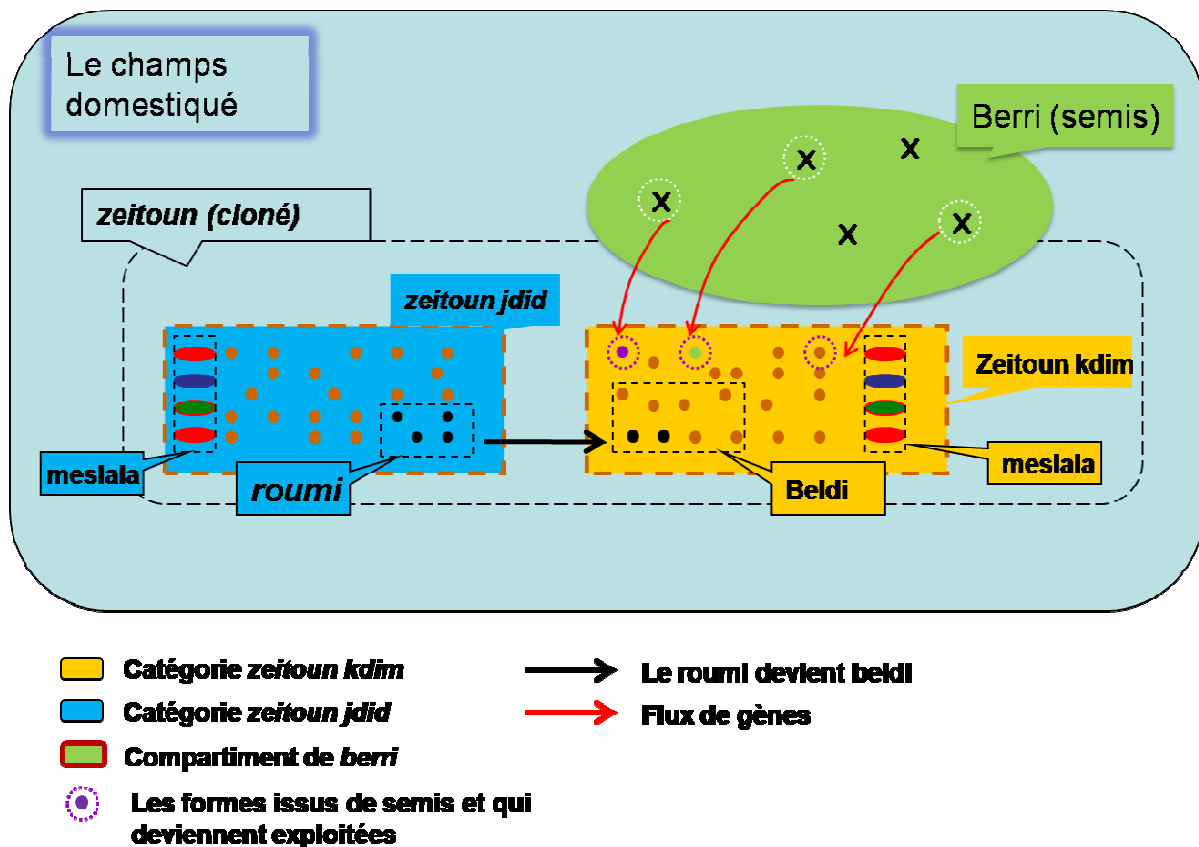 Le champs
domestiqué
Berri (semis)
zeitoun (cloné)
zeitoun jdid
Zeitoun kdim
meslala
roumi
Beldi
meslala
X
X
X
X
X
Catégorie zeitoun kdim
Catégorie zeitoun jdid
Compartiment de berri
Les formes issus de semis et qui
deviennent exploitées
Le roumi devient beldi
Flux de gènes